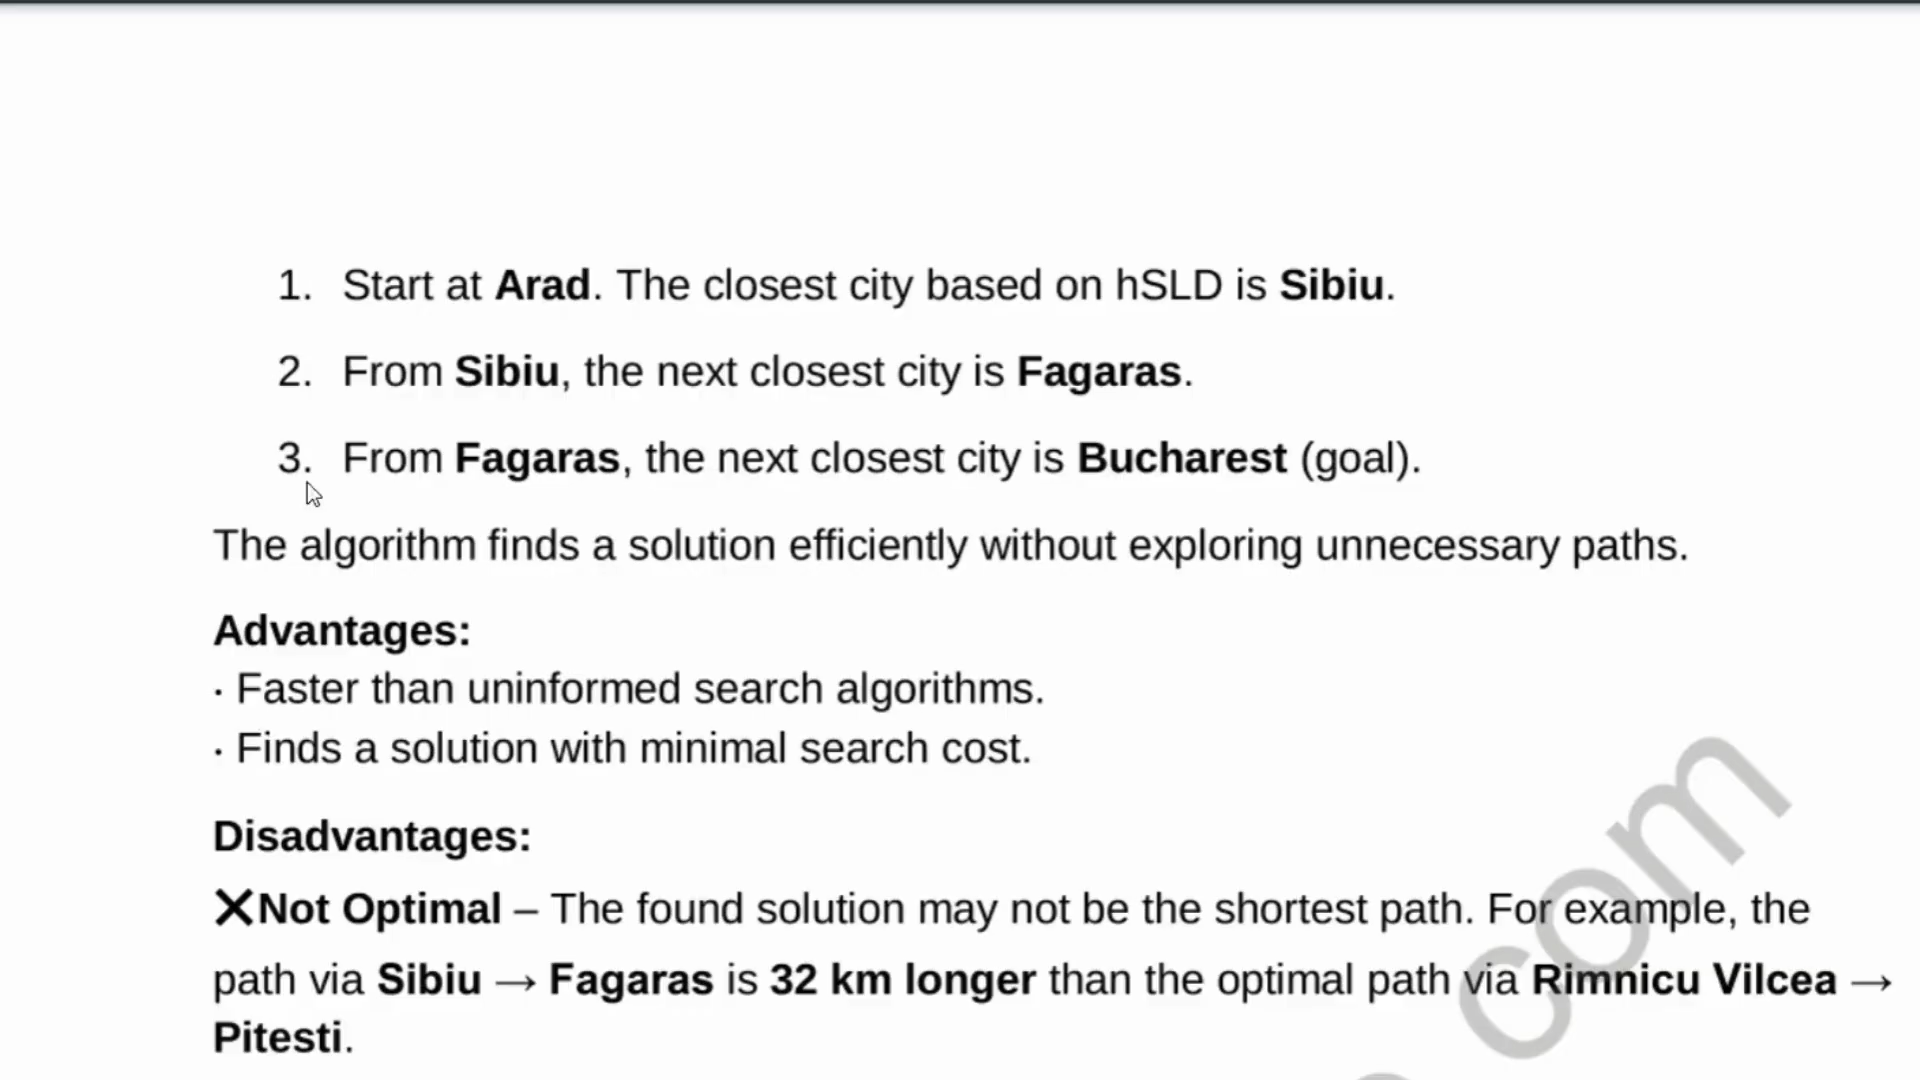 1. Start at Arad. The closest city based on hSLD is Sibiu.
2. From Sibiu, the next closest city is Fagaras.
3. From Fagaras, the next closest city is Bucharest (goal).
The algorithm finds a solution efficiently without exploring unnecessary paths.
Advantages:
· Faster than uninformed search algorithms.
· Finds a solution with minimal search cost.
Disadvantages:
❌Not Optimal – The found solution may not be the shortest path. For example, the
path via Sibiu → Fagaras is 32 km longer than the optimal path via Rimnicu Vilcea →
Pitesti.
com